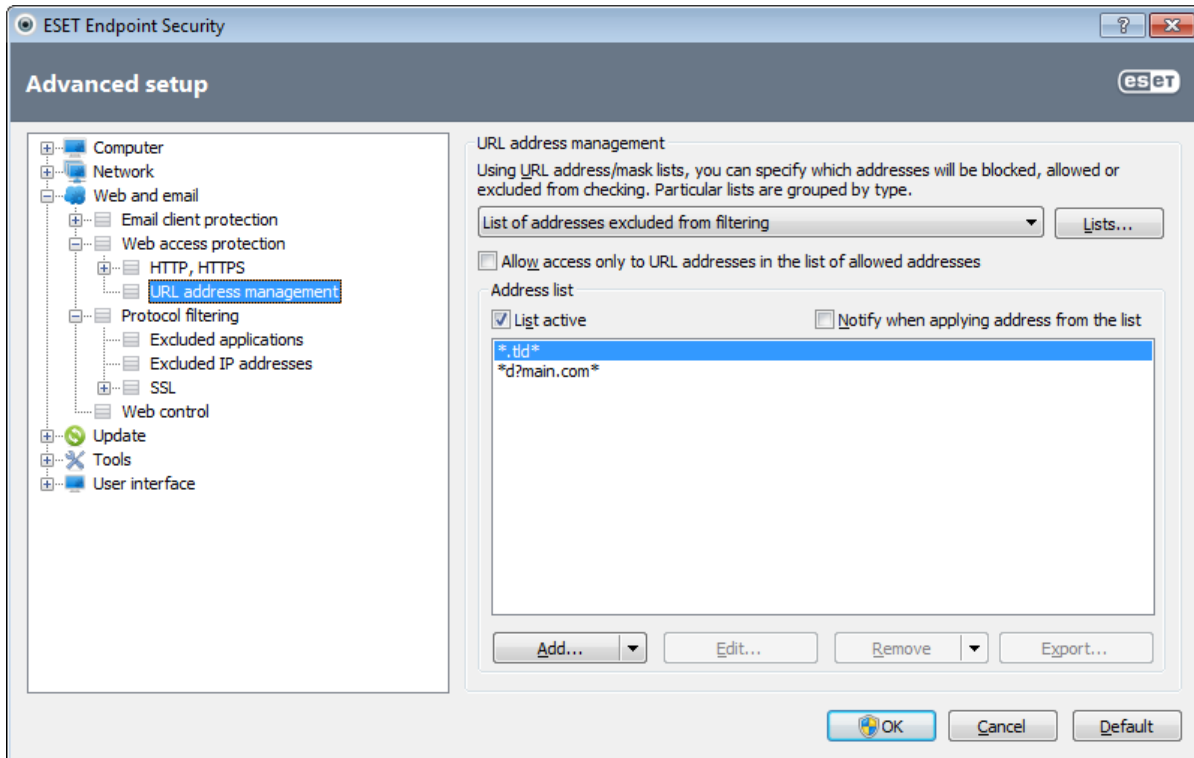 ESET Endpoint Security
Advanced setup
eset
Computer
Network
Web and email
Email client protection
Web access protection
HTTP, HTTPS
URL address management
Protocol filtering
Excluded applications
Excluded IP addresses
SSL
Web control
Update
Tools
User interface
URL address management
Using URL address/mask lists, you can specify which addresses will be blocked, allowed or
excluded from checking. Particular lists are grouped by type.
List of addresses excluded from filtering
Lists...
Allow access only to URL addresses in the list of allowed addresses
Address list
List active
Notify when applying address from the list
*.tld*
*d?main.com*
Add...
Edit...
Remove
Export...
OK
Cancel
Default